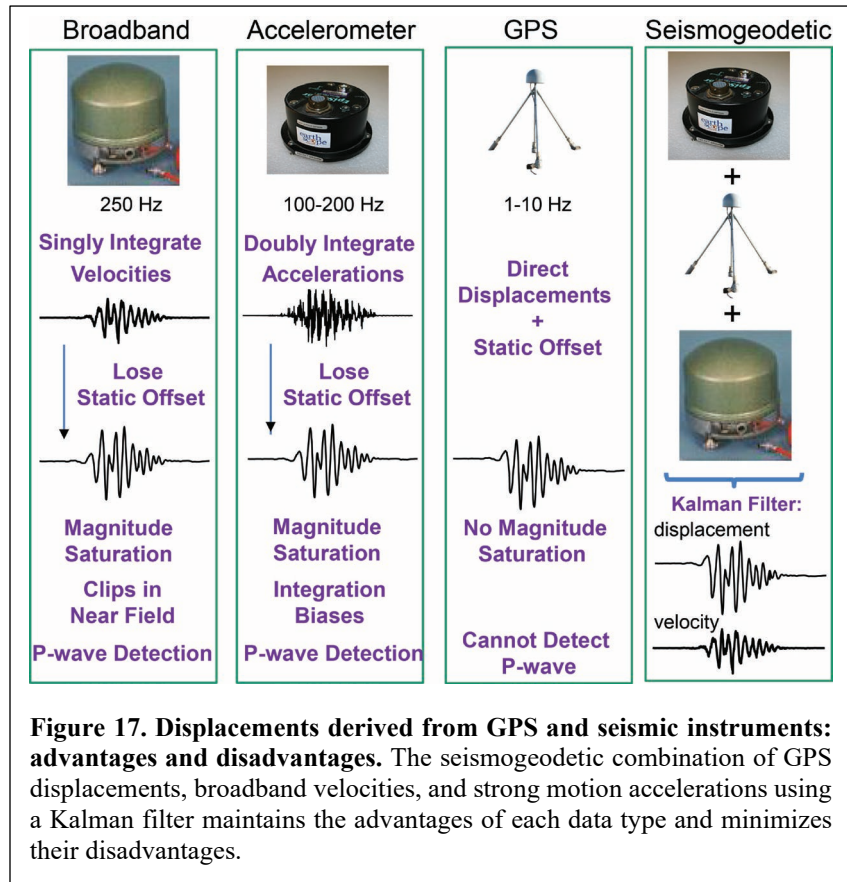 Broadband
250 Hz
Singly Integrate
Velocities
Lose
Static Offset
Magnitude
Saturation
Clips in
Near Field
P-wave Detection
Accelerometer
earth
100-200 Hz
Doubly Integrate
Accelerations
Lose
Static Offset
Magnitude
Saturation
Integration
Biases
P-wave Detection
GPS
1-10 Hz
Direct
Displacements
+
Static Offset
No Magnitude
Saturation
Cannot Detect
P-wave
Seismogeodetic
earth
+
+
Kalman Filter:
displacement
velocity
Figure 17. Displacements derived from GPS and seismic instruments:
advantages and disadvantages. The seismogeodetic combination of GPS
displacements, broadband velocities, and strong motion accelerations using
a Kalman filter maintains the advantages of each data type and minimizes
their disadvantages.